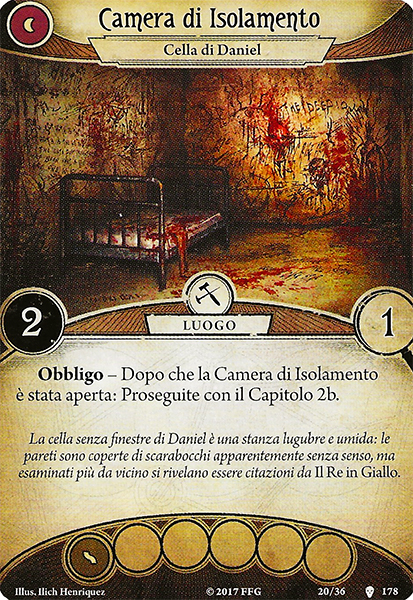 Camera di Isolamento
Cella di Daniel
2
LUOGO
1
Obbligo – Dopo che la Camera di Isolamento
è stata aperta: Proseguite con il Capitolo 2b.
La cella senza finestre di Daniel è una stanza lugubre e umida: le
pareti sono coperte di scarabocchi apparentemente senza senso, ma
esaminati più da vicino si rivelano essere citazioni da Il Re in Giallo.
Illus. Ilich Henriquez
© 2017 FFG
20/36
178